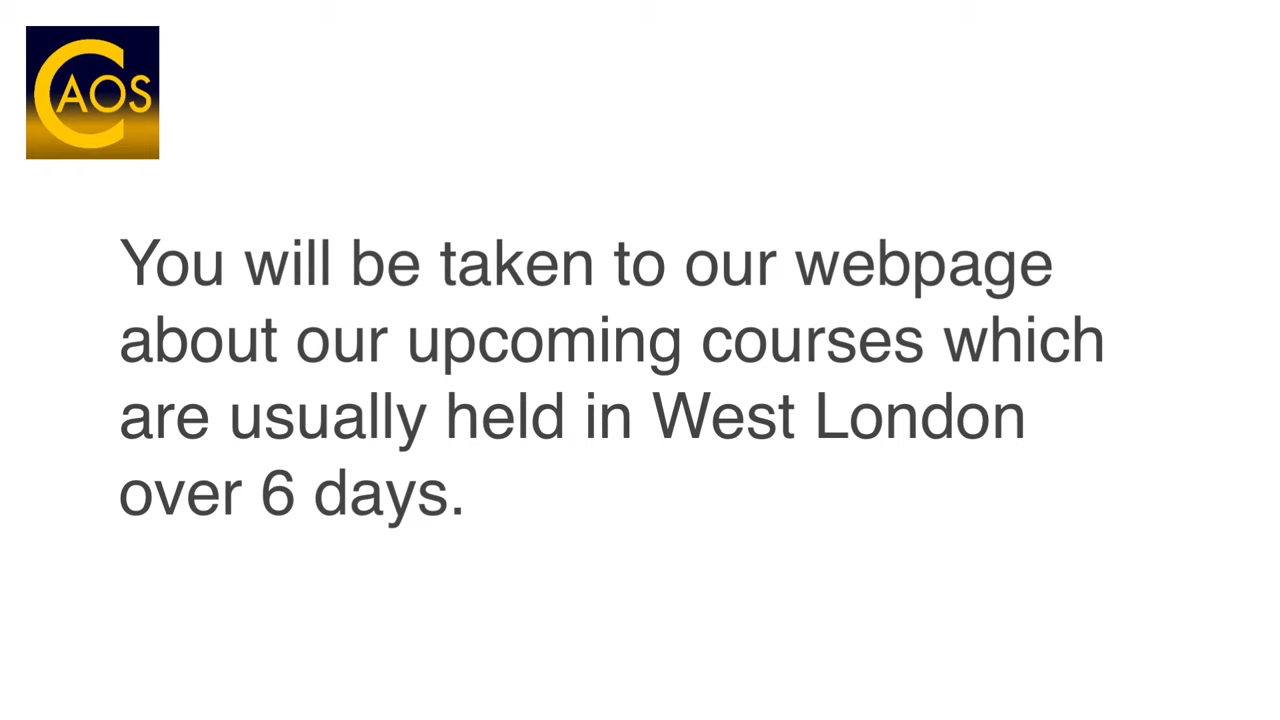 CAOS
You will be taken to our webpage
about our upcoming courses which
are usually held in West London
over 6 days.